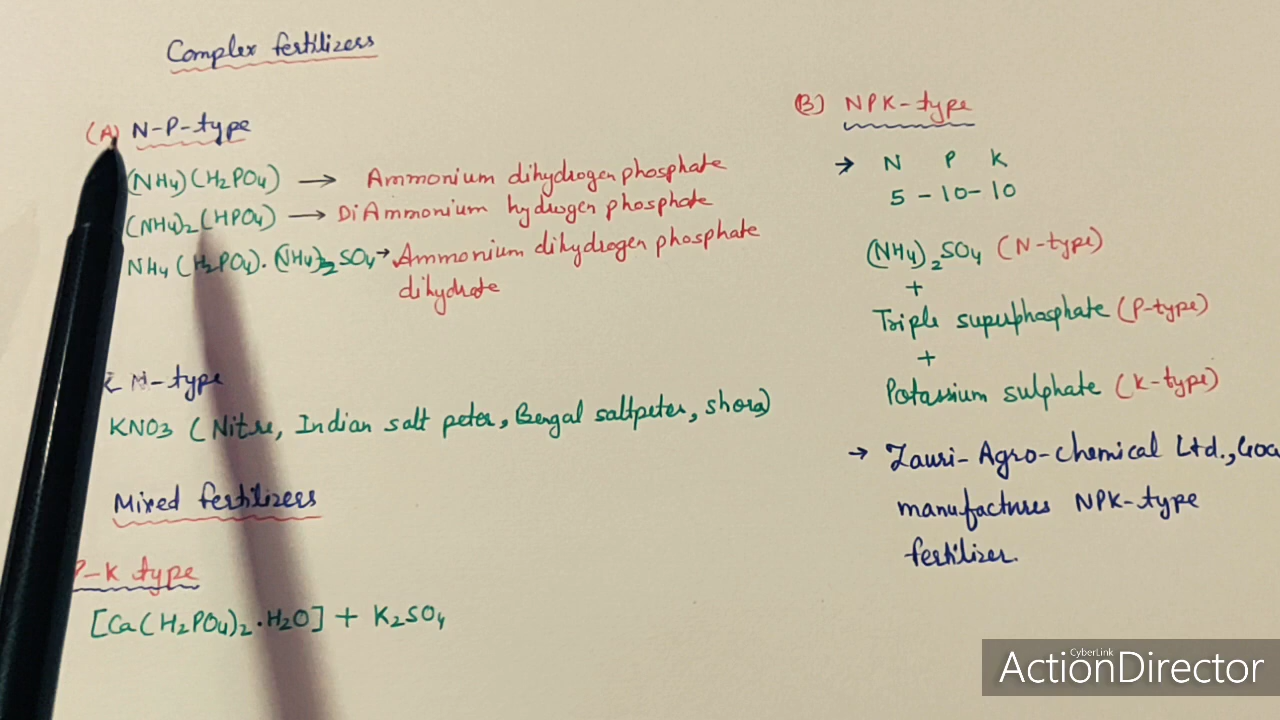 Complex fertilizers
(A) N-P-type
(NH4)(H2PO4) → Ammonium dihydrogen phosphate
(NH4)2(HPO4) → DiAmmonium hydrogen phosphate
NH4(H2PO4).(NH4)2SO4 → Ammonium dihydrogen phosphate
dihydrate
N-type
KNO3 (Nitre, Indian salt peter, Bengal saltpeter, shora)
Mixed fertilizers
P-K type
[Ca(H2PO4)2.H2O] + K2SO4
(B) NPK-type
→ N P K
5-10-10
(NH4)2SO4 (N-type)
+
Triple superphosphate (P-type)
+
Potassium sulphate (K-type)
→ Zauri-Agro-chemical Ltd., Goa
manufactures NPK-type
fertilizer.
CyberLink
ActionDirector